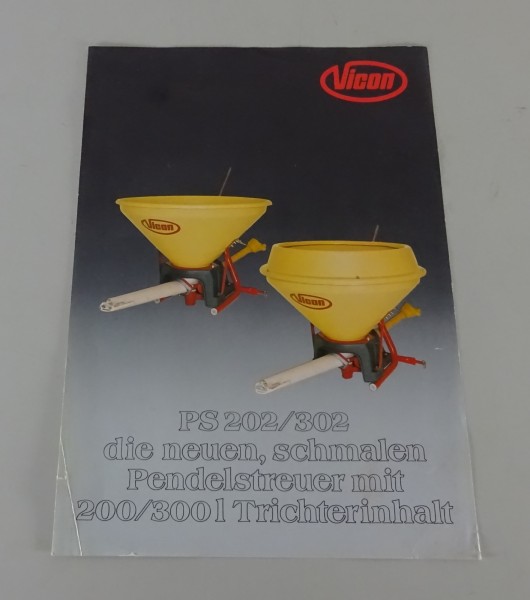 Vicon
Vicon
Vicon
PS 202/302
die neuen, schmalen
Pendelstreuer mit
200/300 l Trichterinhalt